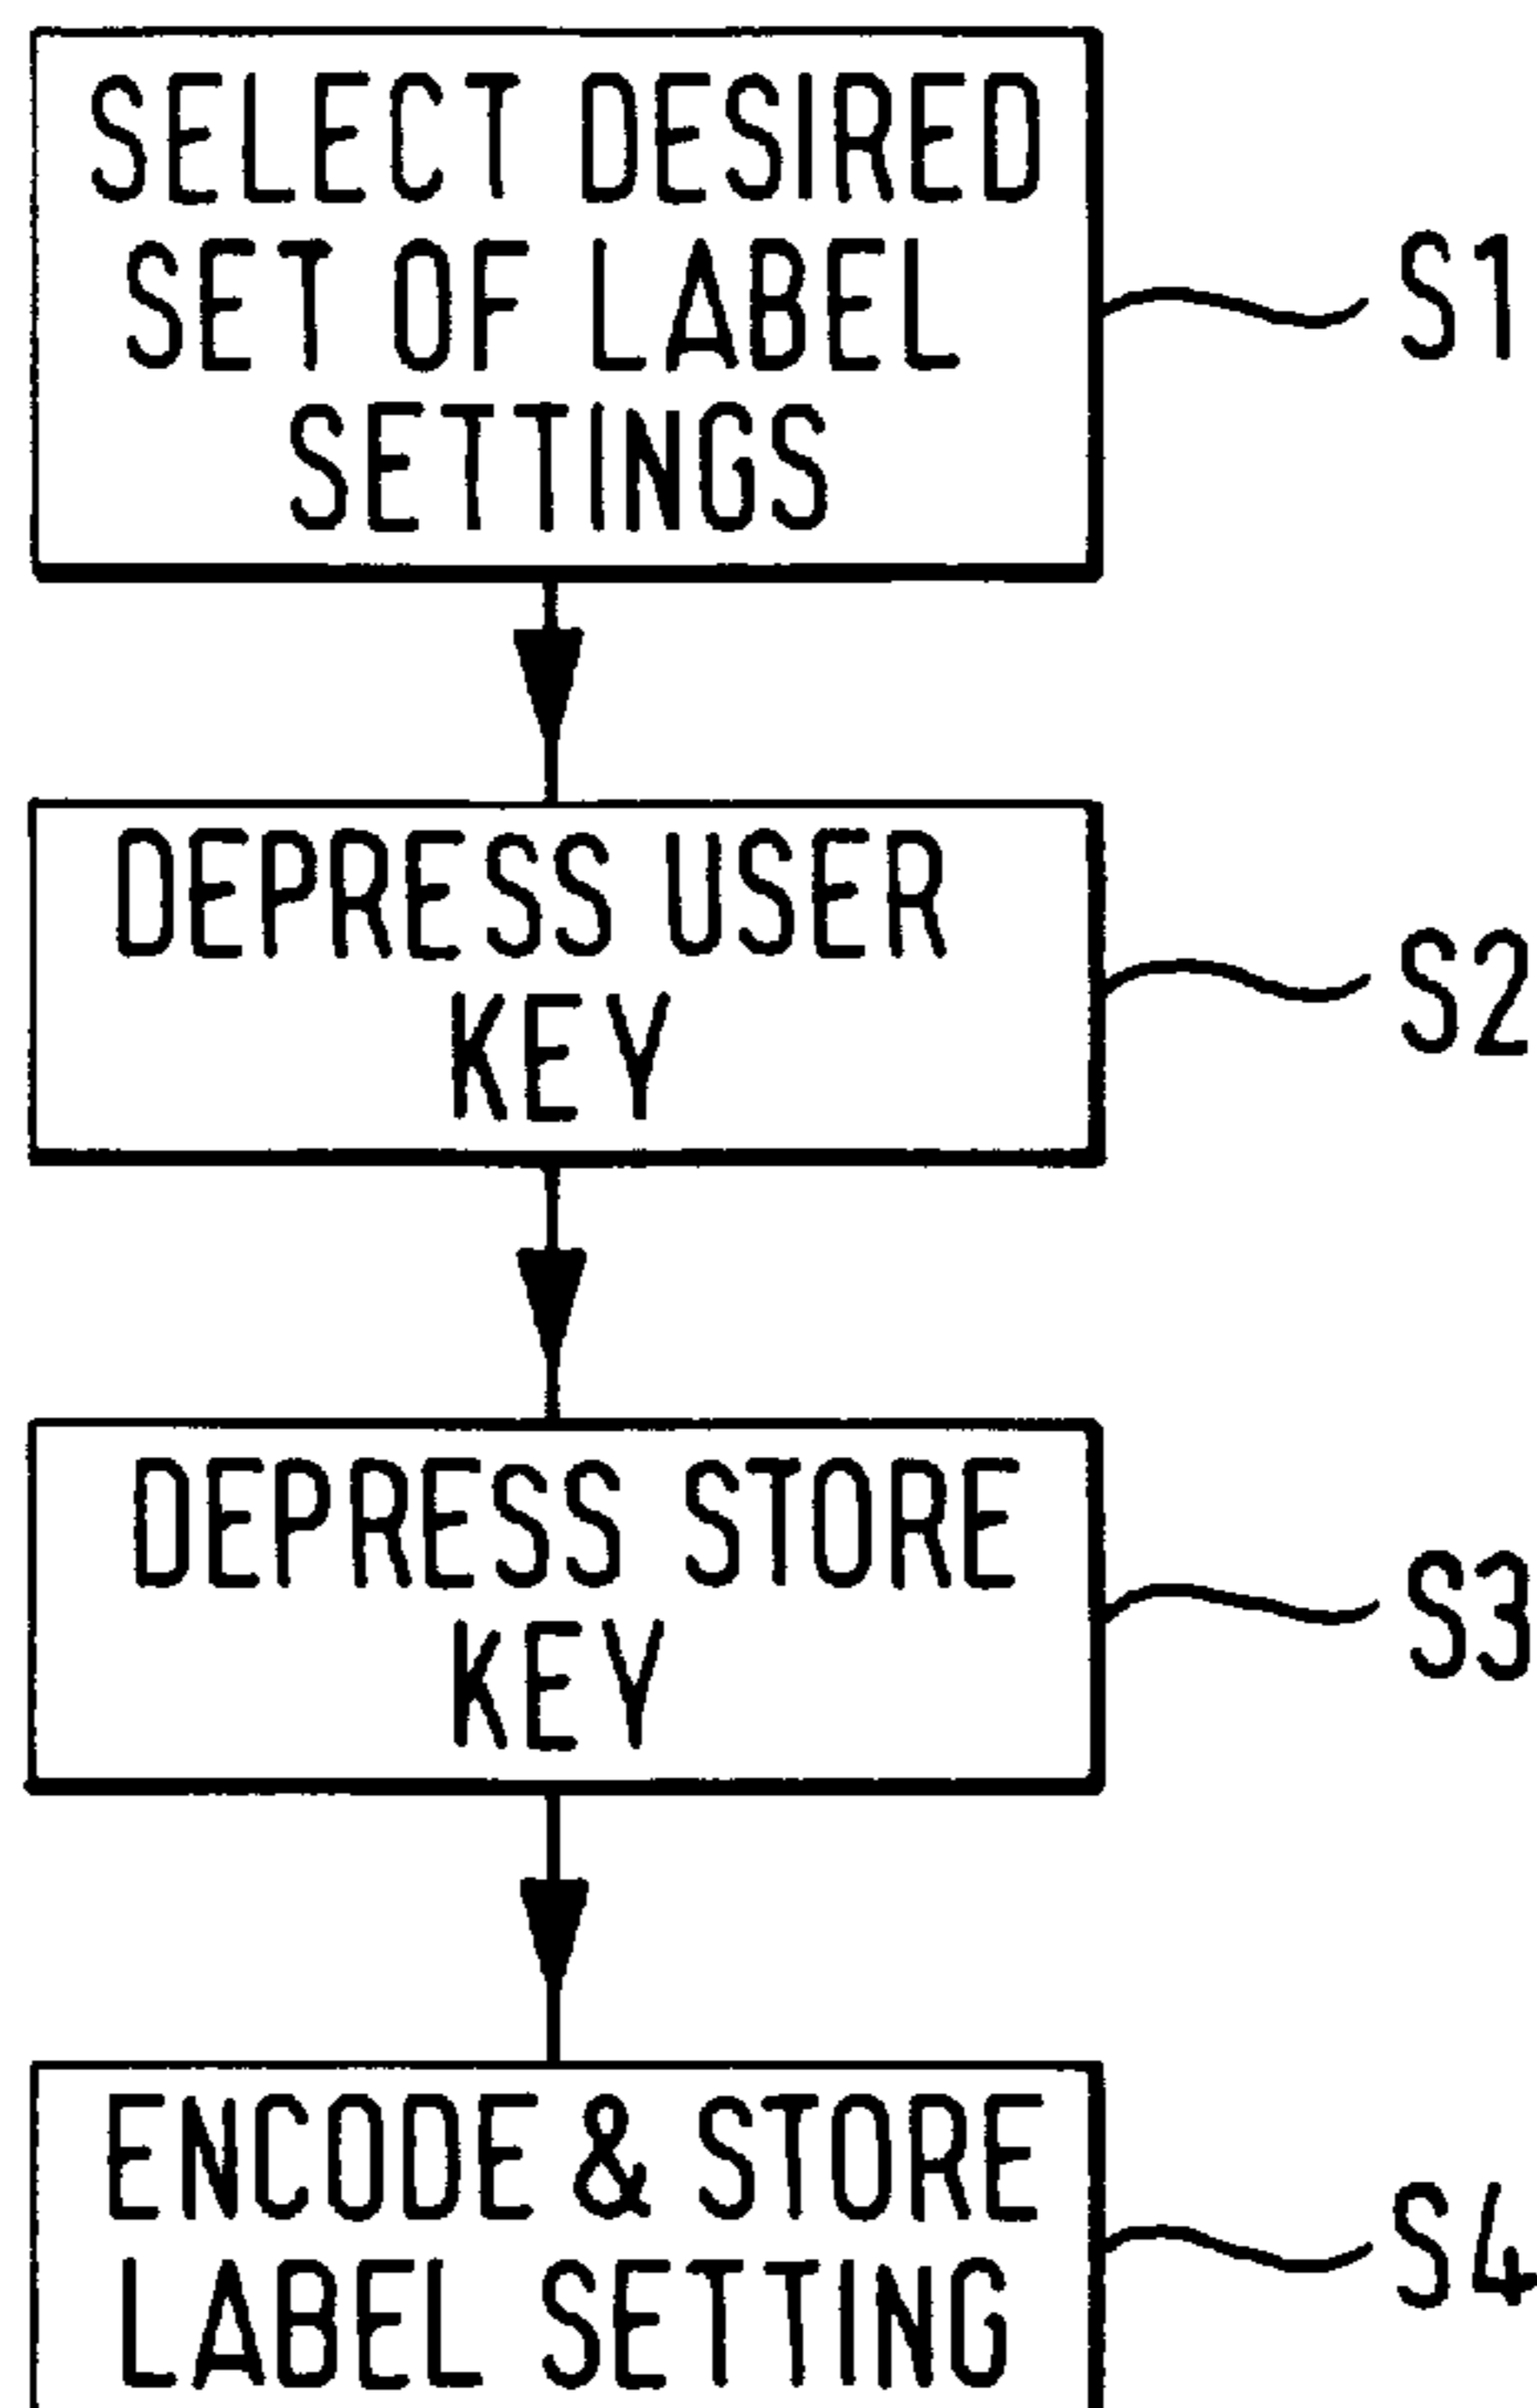 SELECT DESIRED
SET OF LABEL
SETTINGS
S1
DEPRESS USER
KEY
S2
DEPRESS STORE
KEY
S3
ENCODE & STORE
LABEL SETTING
S4